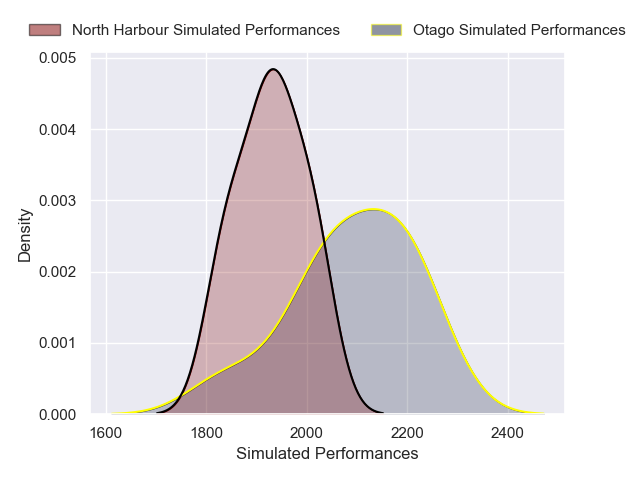 North Harbour Simulated Performances
Otago Simulated Performances
0.005
0.004
0.003
0.002
0.001
0.000
Density
1600 1800 2000 2200 2400
Simulated Performances